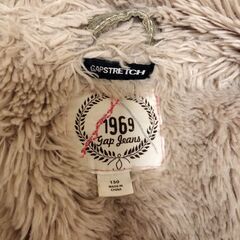 GAPSTRETCH
1969
Gap Jeans
150
MADE IN
CHINA